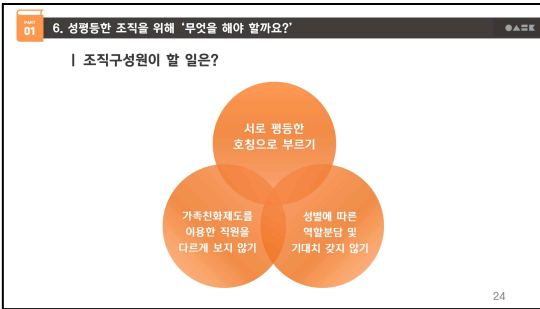 PART
01
6. 성평등한 조직을 위해 '무엇을 해야 할까요?'
| 조직구성원이 할 일은?
서로 평등한
호칭으로 부르기
가족친화제도를
이용한 직원을
다르게 보지 않기
성별에 따른
역할분담 및
기대치 갖지 않기
24